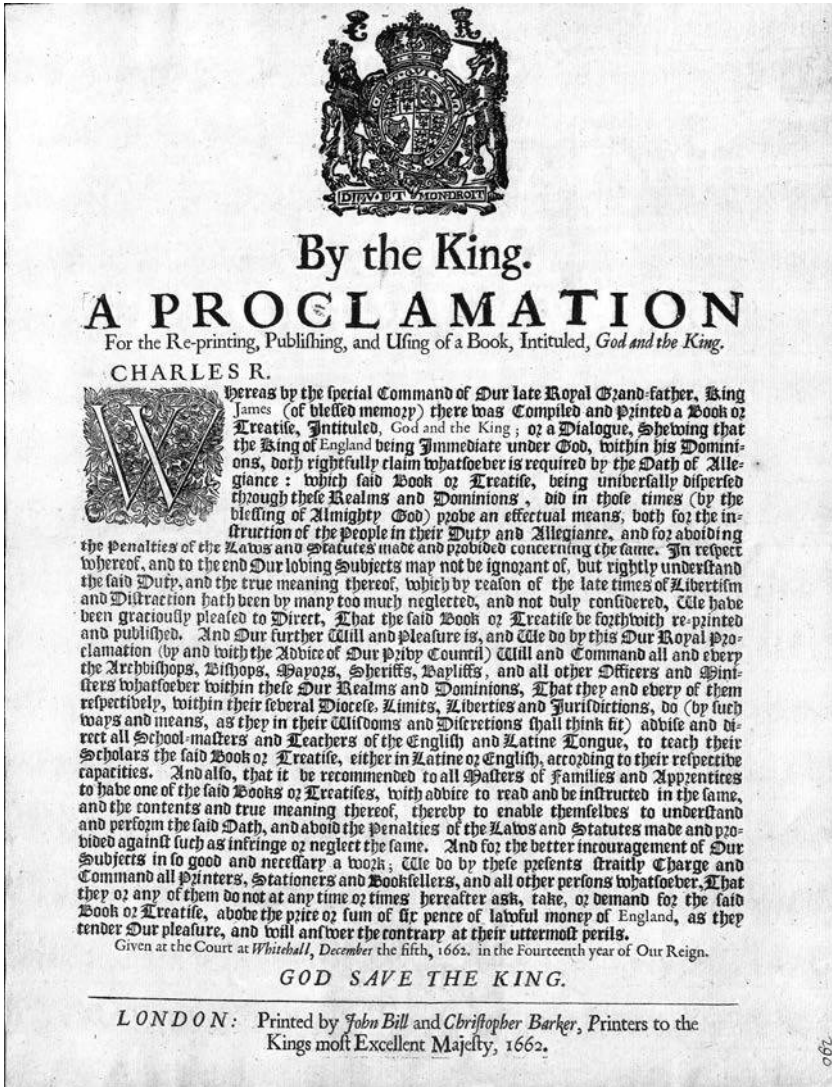 C R
DIEV·ET MON·DROIT
By the King.
A PROCLAMATION
For the Re-printing, Publiſhing, and Uſing of a Book, Intituled, God and the King.
CHARLES R.
Whereas by the ſpecial Command of Our late Royal Grand-father, King
James (of bleſſed memory) there was Compiled and Printed a Book or
Treatiſe, Intituled, God and the King; or a Dialogue, Shewing that
the King of England being Immediate under God, within his Domini-
ons, doth rightfully claim whatſoever is required by the Oath of Alle-
giance: which ſaid Book or Treatiſe, being univerſally diſperſed
through theſe Realms and Dominions, did in thoſe times (by the
bleſſing of Almighty God) prove an effectual means, both for the in-
ſtruction of the People in their Duty and Allegiance, and for avoiding
the Penalties of the Laws and Statutes made and provided concerning the ſame. In reſpect
whereof, and to the end Our loving Subjects may not be ignorant of, but rightly underſtand
the ſaid Duty, and the true meaning thereof, which by reaſon of the late times of Libertiſm
and Diſtraction hath been by many too much neglected, and not duly conſidered, We have
been graciouſly pleaſed to Direct, That the ſaid Book or Treatiſe be forthwith re-printed
and publiſhed. And Our further Will and Pleaſure is, and We do by this Our Royal Pro-
clamation (by and with the Advice of Our Privy Council) Will and Command all and every
the Archbiſhops, Biſhops, Mayors, Sheriffs, Bayliffs, and all other Officers and Mini-
ſters whatſoever within theſe Our Realms and Dominions, That they and every of them
reſpectively, within their ſeveral Dioceſe, Limits, Liberties and Juriſdictions, do (by ſuch
ways and means, as they in their Wiſdoms and Diſcretions ſhall think fit) adviſe and di-
rect all School-maſters and Teachers of the Engliſh and Latine Tongue, to teach their
Scholars the ſaid Book or Treatiſe, either in Latine or Engliſh, according to their reſpective
capacities. And alſo, that it be recommended to all Maſters of Families and Apprentices
to have one of the ſaid Books or Treatiſes, with advice to read and be inſtructed in the ſame,
and the contents and true meaning thereof, thereby to enable themſelves to underſtand
and perform the ſaid Oath, and avoid the Penalties of the Laws and Statutes made and pro-
vided againſt ſuch as infringe or neglect the ſame. And for the better incouragement of Our
Subjects in ſo good and neceſſary a work; We do by theſe preſents ſtraitly Charge and
Command all Printers, Stationers and Bookſellers, and all other perſons whatſoever, That
they or any of them do not at any time or times hereafter ask, take, or demand for the ſaid
Book or Treatiſe, above the price or ſum of ſix pence of lawful money of England, as they
tender Our pleaſure, and will anſwer the contrary at their uttermoſt perils.
Given at the Court at Whitehall, December the fifth, 1662. in the Fourteenth year of Our Reign.
GOD SAVE THE KING.
LONDON: Printed by John Bill and Chriſtopher Barker, Printers to the
Kings moſt Excellent Majeſty, 1662.
290